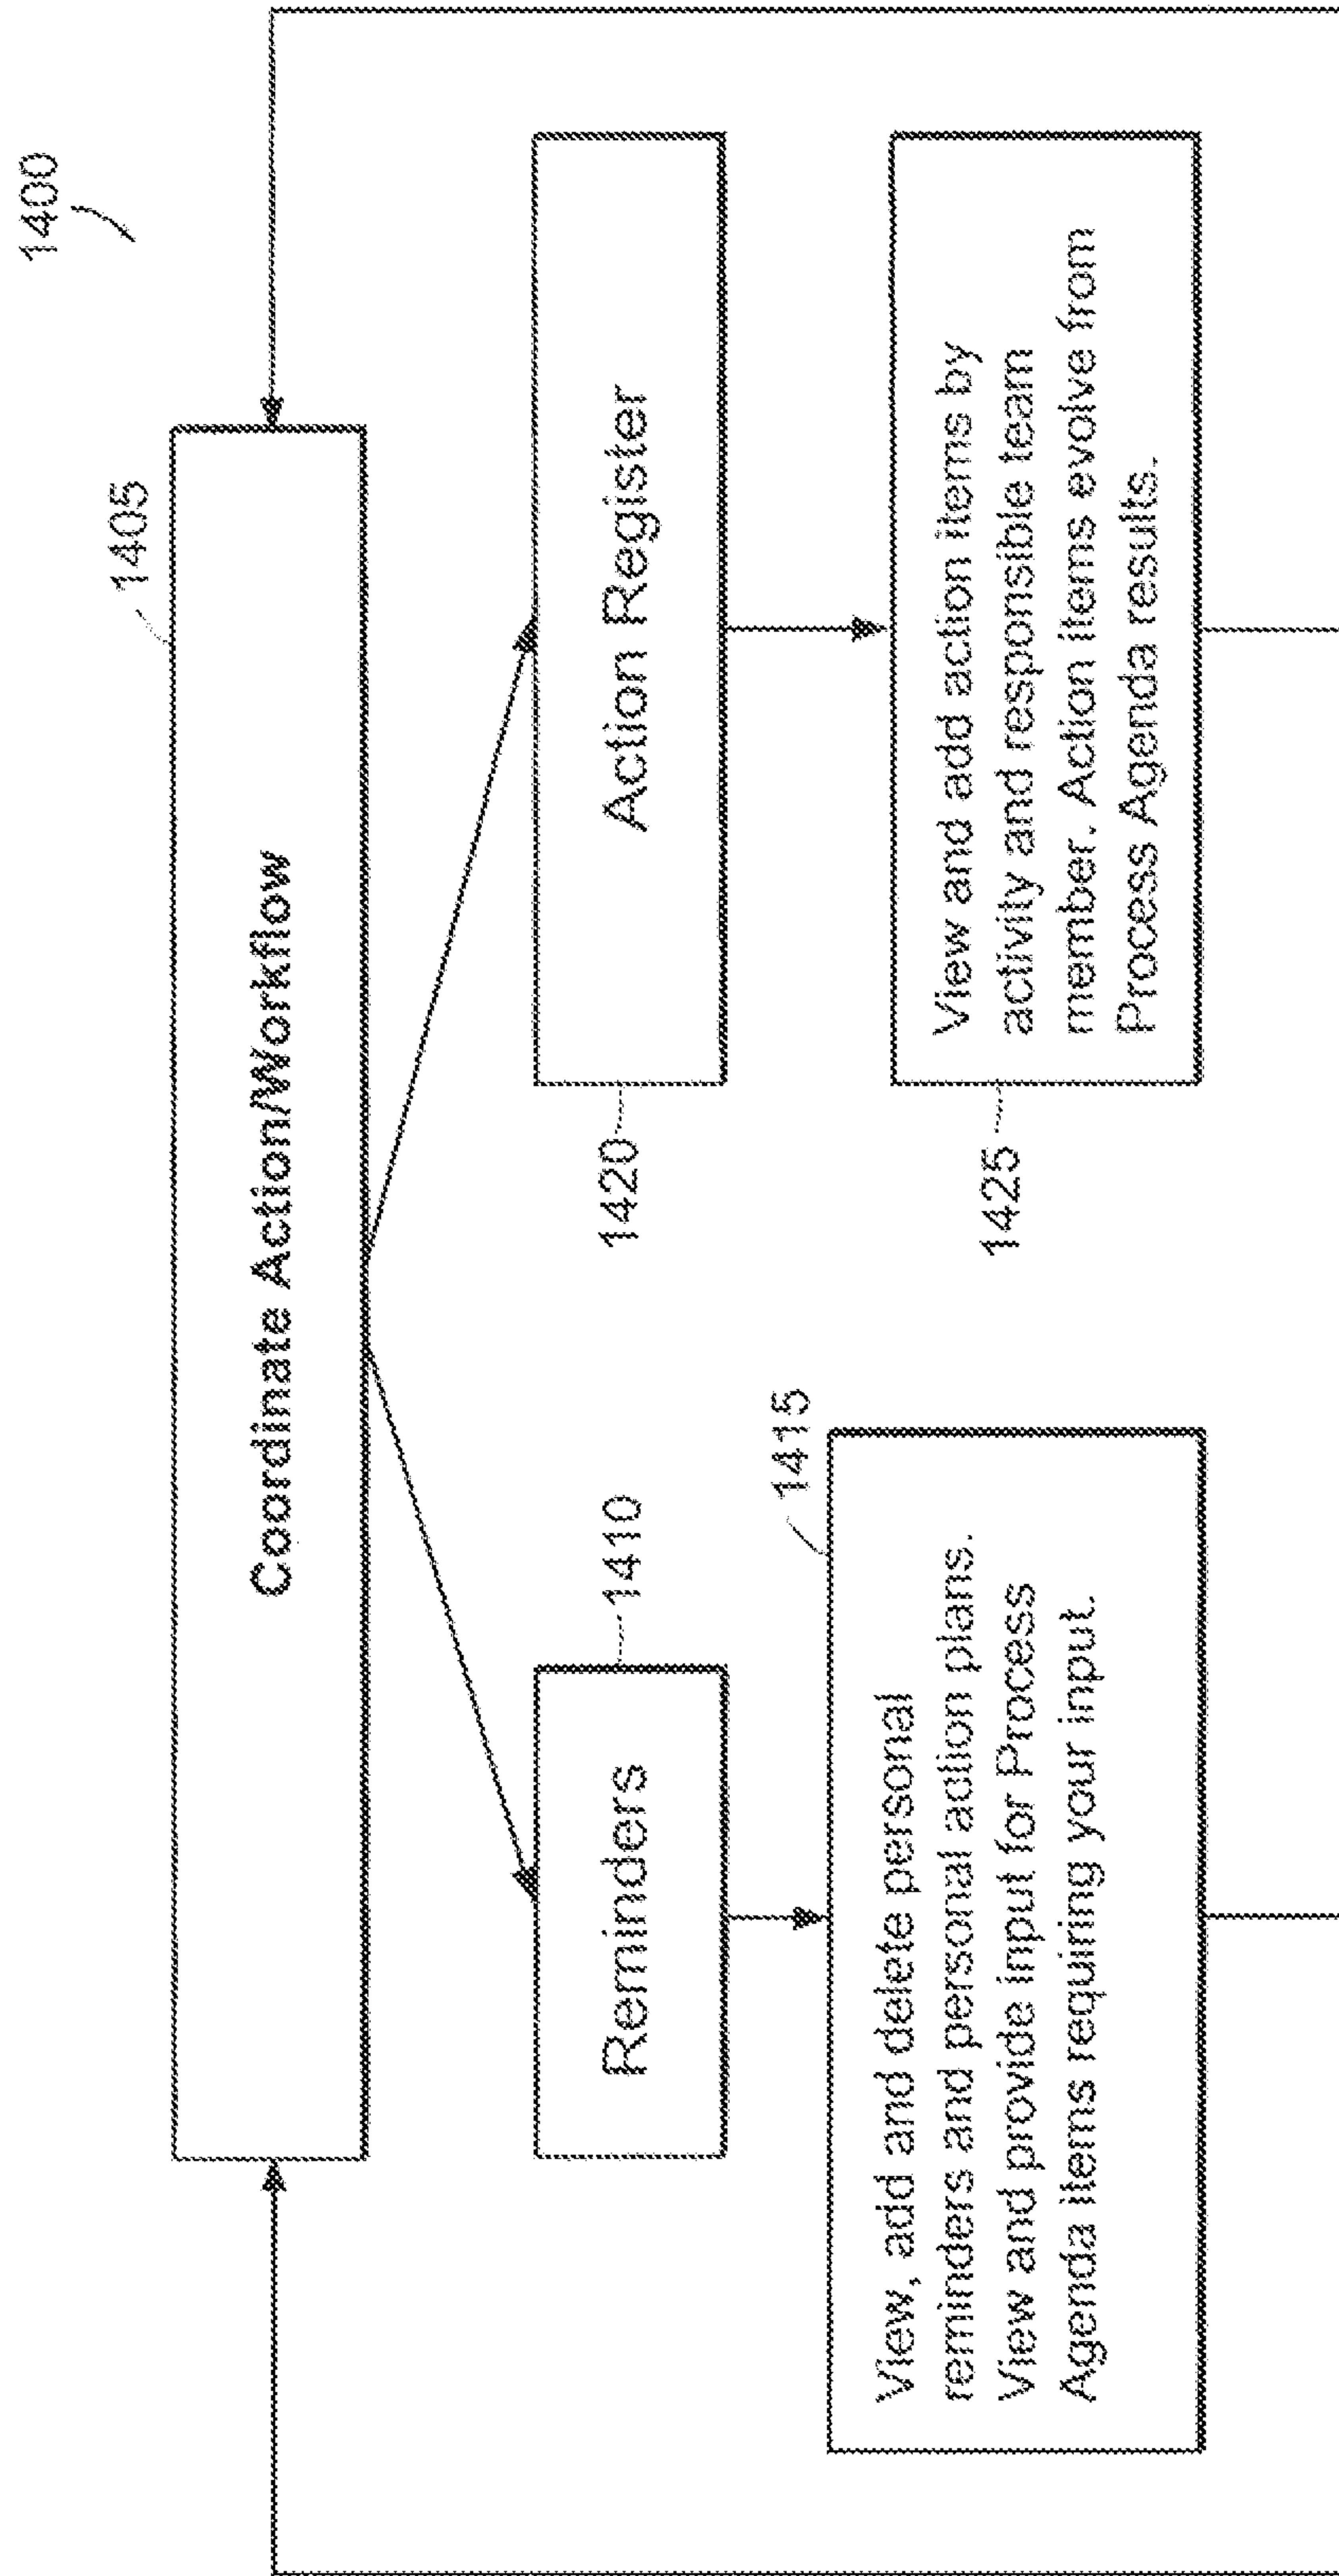 1400
1405
Coordinate Action/Workflow
Reminders
1410
1420
Action Register
1415
View, add and delete personal
reminders and personal action plans.
View and provide input for Process
Agenda items requiring your input.
1425
View and add action items by
activity and responsible team
member. Action items evolve from
Process Agenda results.